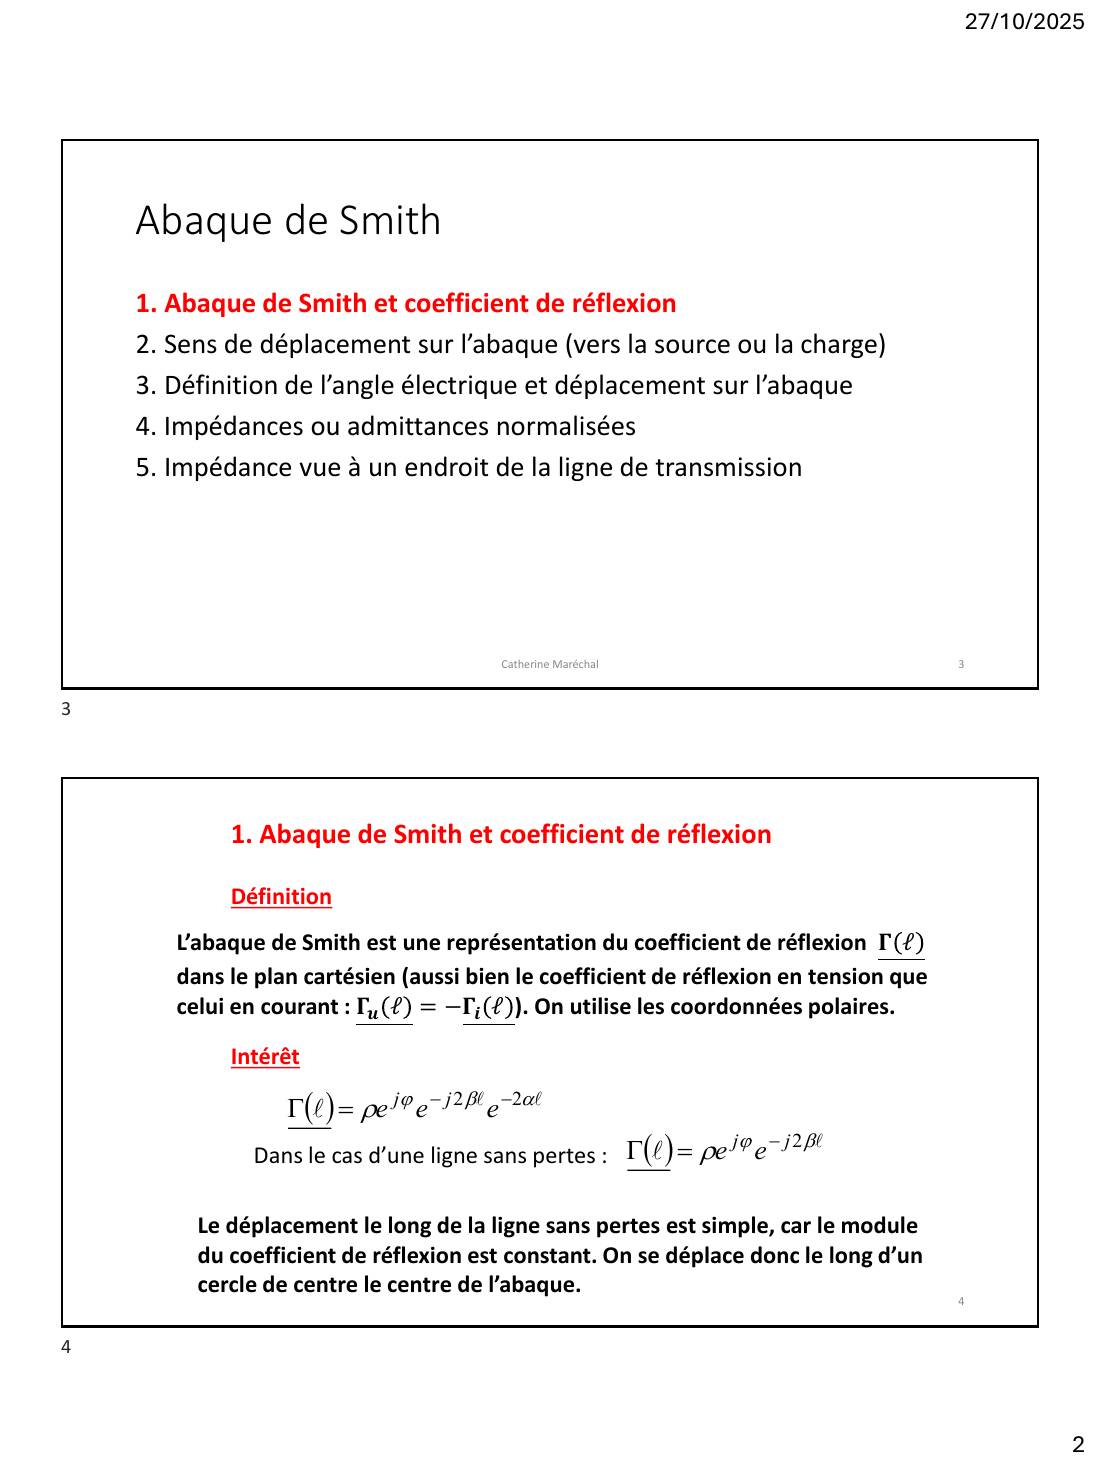 27/10/2025
Abaque de Smith
1. Abaque de Smith et coefficient de réflexion
2. Sens de déplacement sur l’abaque (vers la source ou la charge)
3. Définition de l’angle électrique et déplacement sur l’abaque
4. Impédances ou admittances normalisées
5. Impédance vue à un endroit de la ligne de transmission
Catherine Maréchal 3
3
1. Abaque de Smith et coefficient de réflexion
Définition
L’abaque de Smith est une représentation du coefficient de réflexion Γ(ℓ)
dans le plan cartésien (aussi bien le coefficient de réflexion en tension que
celui en courant : Γᵤ(ℓ) = −Γᵢ(ℓ)). On utilise les coordonnées polaires.
Intérêt
Γ(ℓ) = ρe^{jφ} e^{−j2βℓ} e^{−2αℓ}
Dans le cas d’une ligne sans pertes : Γ(ℓ) = ρe^{jφ} e^{−j2βℓ}
Le déplacement le long de la ligne sans pertes est simple, car le module
du coefficient de réflexion est constant. On se déplace donc le long d’un
cercle de centre le centre de l’abaque.
4
4
2